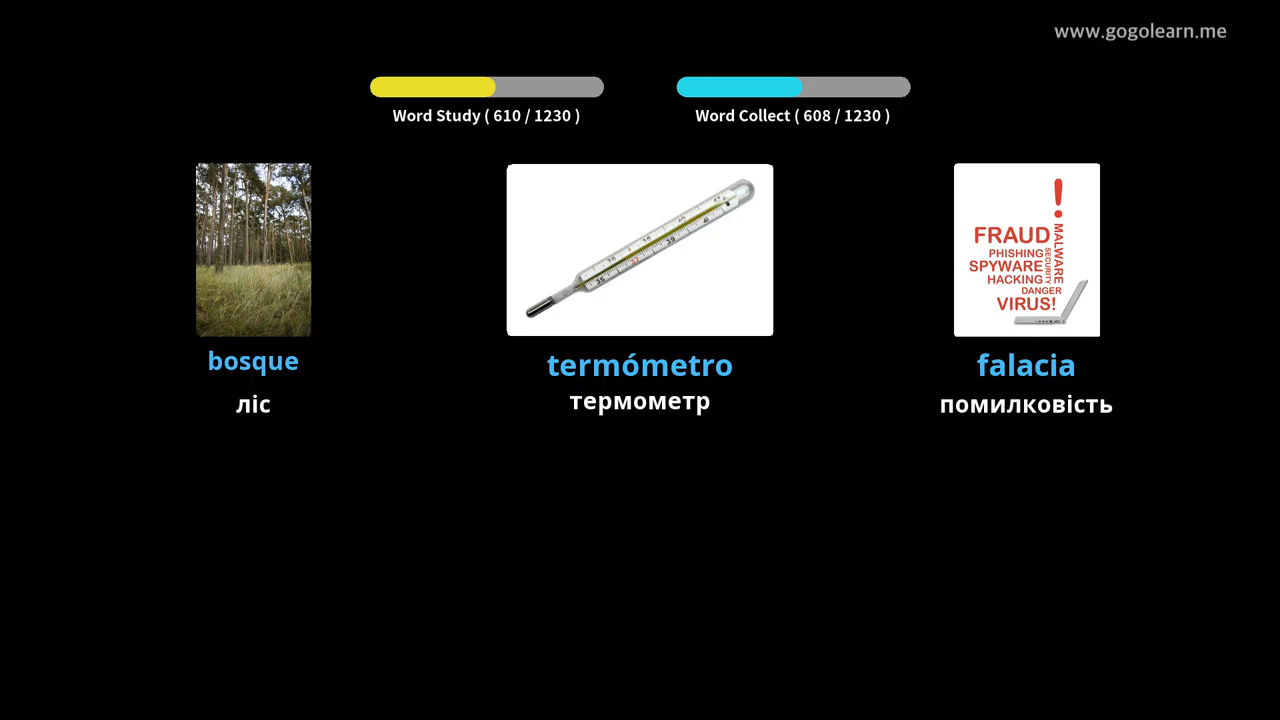 www.gogolearn.me
Word Study ( 610 / 1230 )
Word Collect ( 608 / 1230 )
!
FRAUD
MALWARE
PHISHING
SECURITY
SPYWARE
HACKING
DANGER
VIRUS!
bosque
termómetro
falacia
ліс
термометр
помилковість